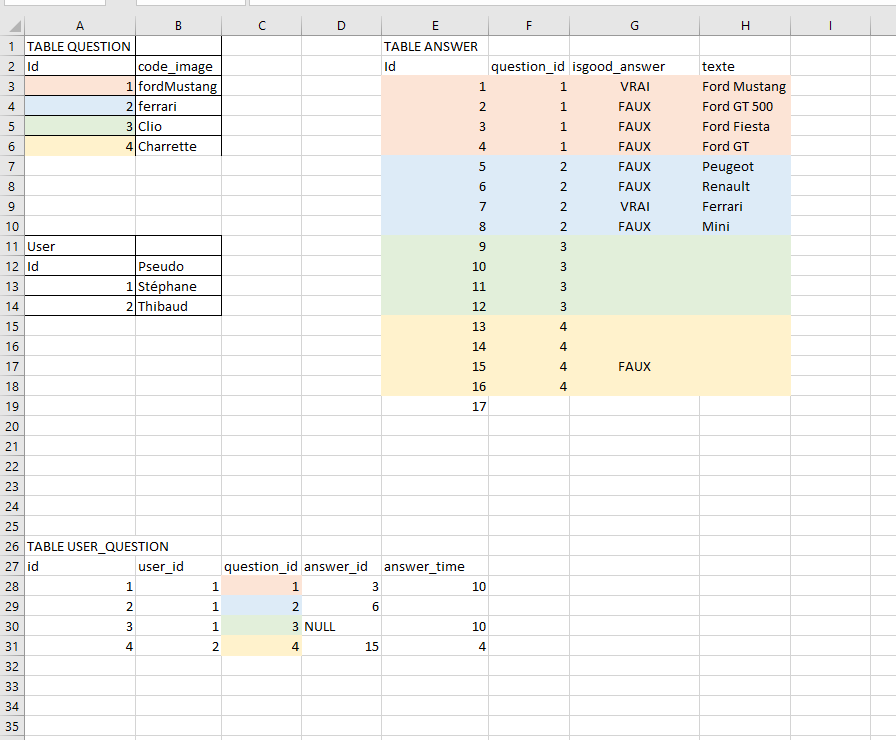 A B C D E F G H I
1 TABLE QUESTION TABLE ANSWER
2 Id code_image Id question_id isgood_answer texte
3 1 fordMustang 1 1 VRAI Ford Mustang
4 2 ferrari 2 1 FAUX Ford GT 500
5 3 Clio 3 1 FAUX Ford Fiesta
6 4 Charrette 4 1 FAUX Ford GT
7 5 2 FAUX Peugeot
8 6 2 FAUX Renault
9 7 2 VRAI Ferrari
10 8 2 FAUX Mini
11 User 9 3
12 Id Pseudo 10 3
13 1 Stéphane 11 3
14 2 Thibaud 12 3
15 13 4
16 14 4
17 15 4 FAUX
18 16 4
19 17
20
21
22
23
24
25
26 TABLE USER_QUESTION
27 id user_id question_id answer_id answer_time
28 1 1 1 3 10
29 2 1 2 6
30 3 1 3 NULL 10
31 4 2 4 15 4
32
33
34
35